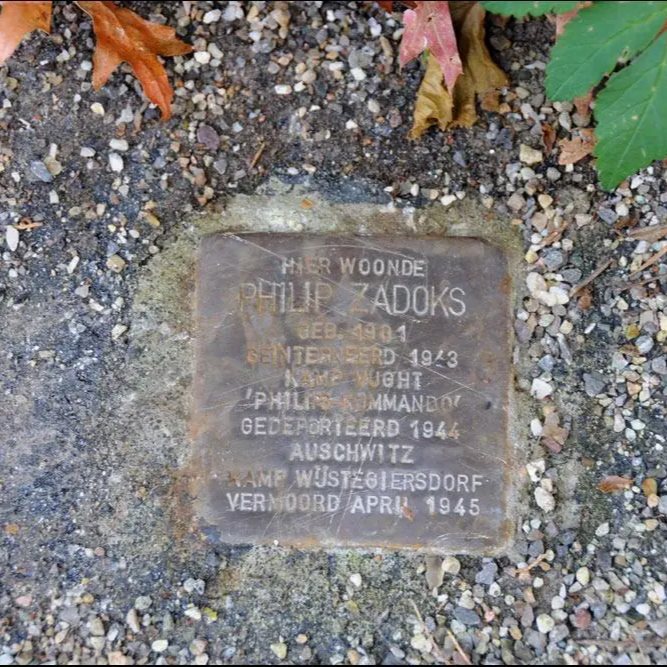 HIER WOONDE
PHILIP ZADOKS
GEB. 1901
GEINTERNEERD 1943
KAMP VUGHT
'PHILIPS-KOMMANDO'
GEDEPORTEERD 1944
AUSCHWITZ
KAMP WÜSTEGIERSDORF
VERMOORD APRIL 1945